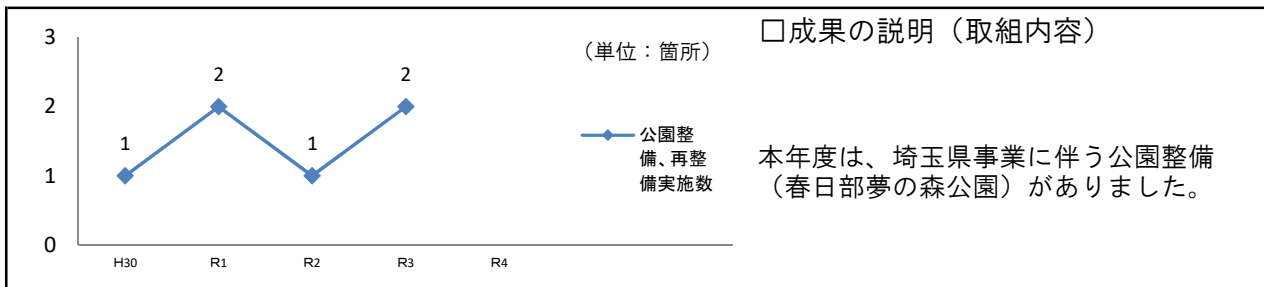 3
2
1
0
1
2
1
2
H30
R1
R2
R3
R4
（単位：箇所）
公園整
備、再整
備実施数
□成果の説明（取組内容）
本年度は、埼玉県事業に伴う公園整備
（春日部夢の森公園）がありました。